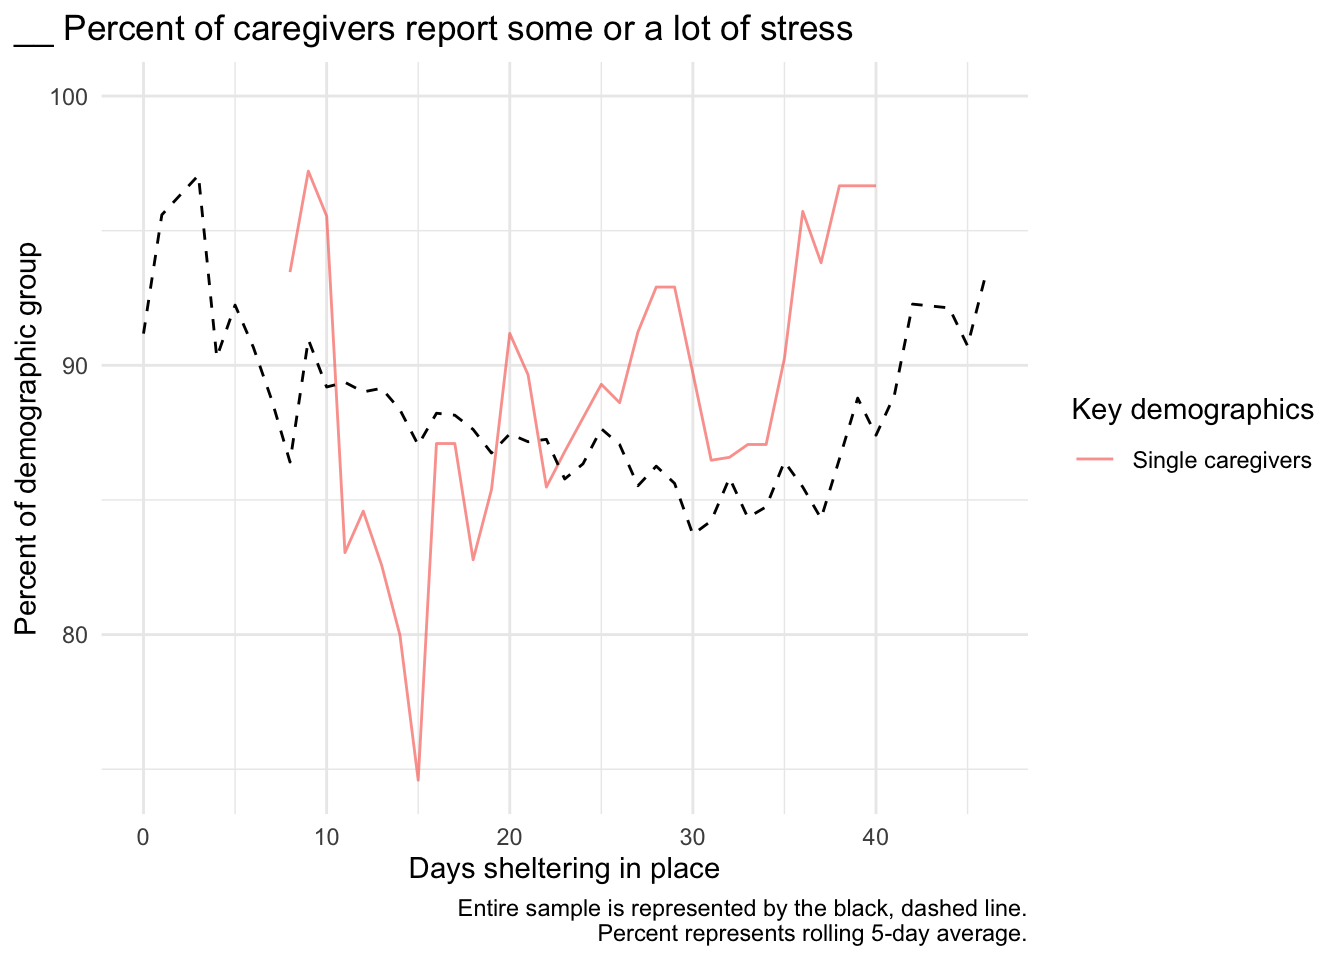 __ Percent of caregivers report some or a lot of stress
100
90
80
Percent of demographic group
0 10 20 30 40
Days sheltering in place
Key demographics
Single caregivers
Entire sample is represented by the black, dashed line.
Percent represents rolling 5-day average.